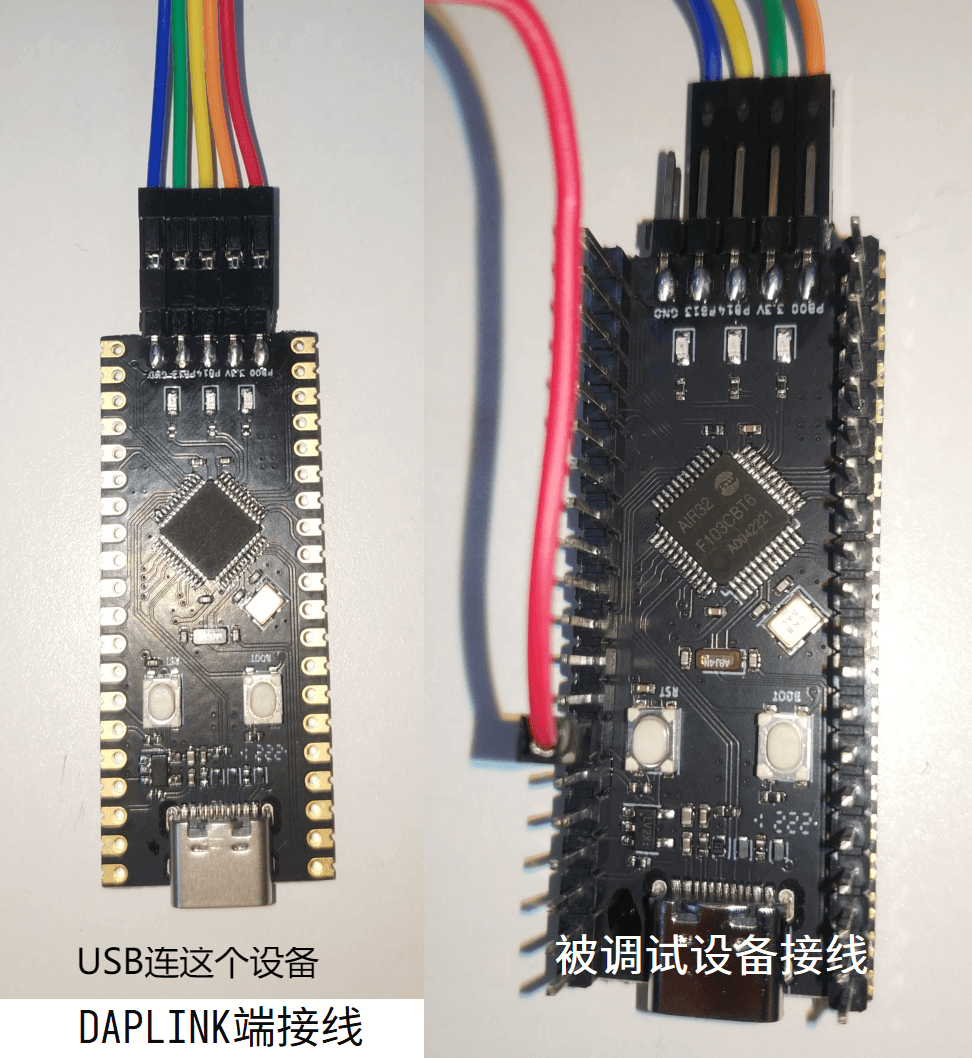 PB00 3.3V PB14PB13 GND
RST
BOOT
1222
USB连这个设备
DAPLINK端接线
PB00 3.3V PB14PB13 GND
AIR32
F103CBT6
A0042221
RST
BOOT
1222
被调试设备接线